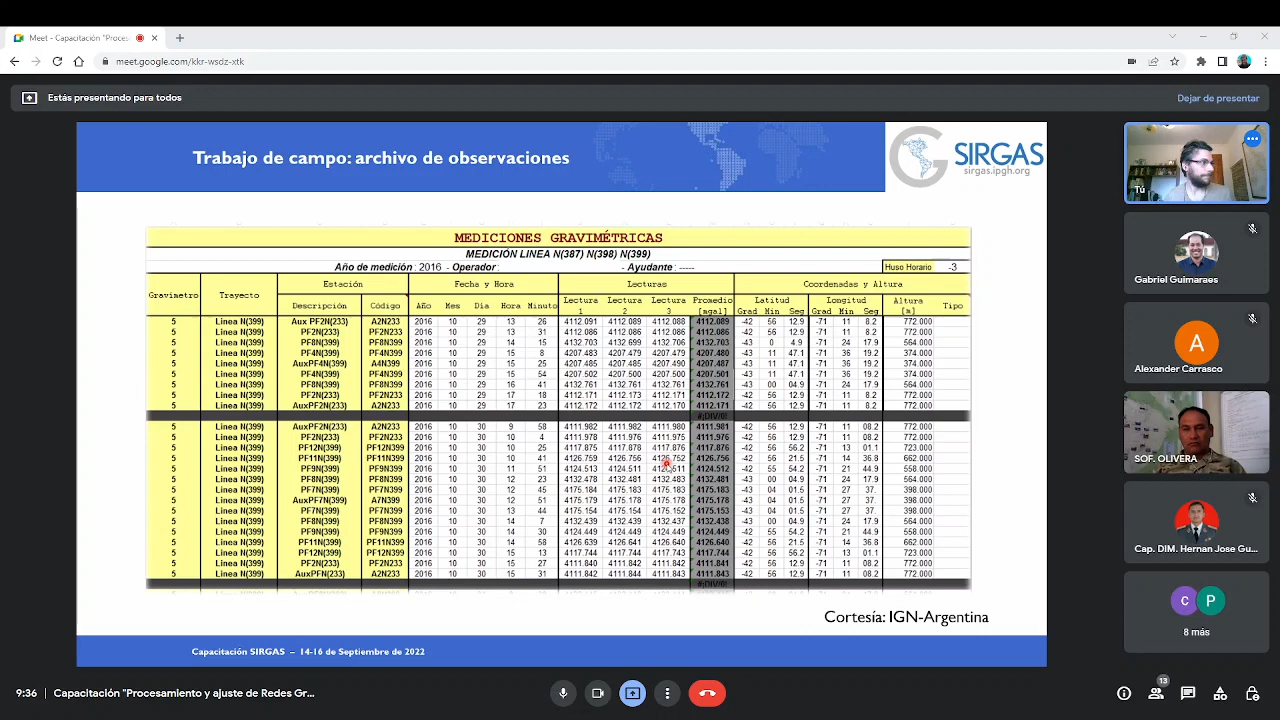 Meet - Capacitación "Proces
meet.google.com/kkr-wsdz-xtk
Estás presentando para todos
Dejar de presentar
Trabajo de campo: archivo de observaciones
SIRGAS
sirgas.ipgh.org
MEDICIONES GRAVIMÉTRICAS
MEDICIÓN LINEA N(387) N(398) N(399)
Año de medición : 2016 - Operador : - Ayudante : ----- Huso Horario -3
Gravímetro Trayecto Estación Fecha y Hora Lecturas Coordenadas y Altura
Descripción Código Año Mes Dia Hora Minuto Lectura 1 Lectura 2 Lectura 3 Promedio [mgal] Latitud Grad Min Seg Longitud Grad Min Seg Altura [m] Tipo
5 Linea N(399) Aux PF2N(233) A2N233 2016 10 29 13 26 4112.091 4112.089 4112.088 4112.089 -42 56 12.9 -71 11 8.2 772.000
5 Linea N(399) PF2N(233) PF2N233 2016 10 29 13 31 4112.086 4112.086 4112.086 4112.086 -42 56 12.9 -71 11 8.2 772.000
5 Linea N(399) PF8N(399) PF8N399 2016 10 29 14 15 4132.703 4132.699 4132.706 4132.703 -43 0 4.9 -71 24 17.9 564.000
5 Linea N(399) PF4N(399) PF4N399 2016 10 29 15 8 4207.483 4207.479 4207.479 4207.480 -43 11 47.1 -71 36 19.2 374.000
5 Linea N(399) AuxPF4N(399) A4N399 2016 10 29 15 25 4207.485 4207.485 4207.490 4207.487 -43 11 47.1 -71 36 19.2 374.000
5 Linea N(399) PF4N(399) PF4N399 2016 10 29 15 54 4207.502 4207.500 4207.500 4207.501 -43 11 47.1 -71 36 19.2 374.000
5 Linea N(399) PF8N(399) PF8N399 2016 10 29 16 41 4132.761 4132.761 4132.761 4132.761 -43 00 04.9 -71 24 17.9 564.000
5 Linea N(399) PF2N(233) PF2N233 2016 10 29 17 18 4112.171 4112.173 4112.171 4112.172 -42 56 12.9 -71 11 8.2 772.000
5 Linea N(399) AuxPF2N(233) A2N233 2016 10 29 17 23 4112.172 4112.172 4112.170 4112.171 -42 56 12.9 -71 11 8.2 772.000
#¡DIV/0!
5 Linea N(399) AuxPF2N(233) A2N233 2016 10 30 9 58 4111.982 4111.982 4111.980 4111.981 -42 56 12.9 -71 11 08.2 772.000
5 Linea N(399) PF2N(233) PF2N233 2016 10 30 10 4 4111.978 4111.976 4111.975 4111.976 -42 56 12.9 -71 11 08.2 772.000
5 Linea N(399) PF12N(399) PF12N399 2016 10 30 10 25 4117.875 4117.878 4117.876 4117.876 -42 56 56.2 -71 13 01.1 723.000
5 Linea N(399) PF11N(399) PF11N399 2016 10 30 10 41 4126.759 4126.756 4126.752 4126.756 -42 56 21.5 -71 14 36.8 662.000
5 Linea N(399) PF9N(399) PF9N399 2016 10 30 11 51 4124.513 4124.511 4124.511 4124.512 -42 55 54.2 -71 21 44.9 558.000
5 Linea N(399) PF8N(399) PF8N399 2016 10 30 12 23 4132.478 4132.481 4132.483 4132.481 -43 00 04.9 -71 24 17.9 564.000
5 Linea N(399) PF7N(399) PF7N399 2016 10 30 12 45 4175.184 4175.183 4175.183 4175.183 -43 04 01.5 -71 27 37. 398.000
5 Linea N(399) AuxPF7N(399) A7N399 2016 10 30 12 51 4175.179 4175.178 4175.178 4175.178 -43 04 01.5 -71 27 37. 398.000
5 Linea N(399) PF7N(399) PF7N399 2016 10 30 13 44 4175.154 4175.154 4175.152 4175.153 -43 04 01.5 -71 27 37. 398.000
5 Linea N(399) PF8N(399) PF8N399 2016 10 30 14 7 4132.439 4132.439 4132.437 4132.438 -43 00 04.9 -71 24 17.9 564.000
5 Linea N(399) PF9N(399) PF9N399 2016 10 30 14 30 4124.449 4124.449 4124.449 4124.449 -42 55 54.2 -71 21 44.9 558.000
5 Linea N(399) PF11N(399) PF11N399 2016 10 30 14 58 4126.639 4126.641 4126.640 4126.640 -42 56 21.5 -71 14 36.8 662.000
5 Linea N(399) PF12N(399) PF12N399 2016 10 30 15 13 4117.744 4117.744 4117.743 4117.744 -42 56 56.2 -71 13 01.1 723.000
5 Linea N(399) PF2N(233) PF2N233 2016 10 30 15 27 4111.840 4111.840 4111.841 4111.840 -42 56 12.9 -71 11 08.2 772.000
5 Linea N(399) AuxPFN(233) A2N233 2016 10 30 15 31 4111.842 4111.844 4111.843 4111.843 -42 56 12.9 -71 11 08.2 772.000
#¡DIV/0!
Cortesía: IGN-Argentina
Capacitación SIRGAS – 14-16 de Septiembre de 2022
Tú
Gabriel Guimaraes
A
Alexander Carrasco
SOF. OLIVERA
Cap. DIM. Hernan Jose Gu...
C P
8 más
9:36 | Capacitación "Procesamiento y ajuste de Redes Gr...
13